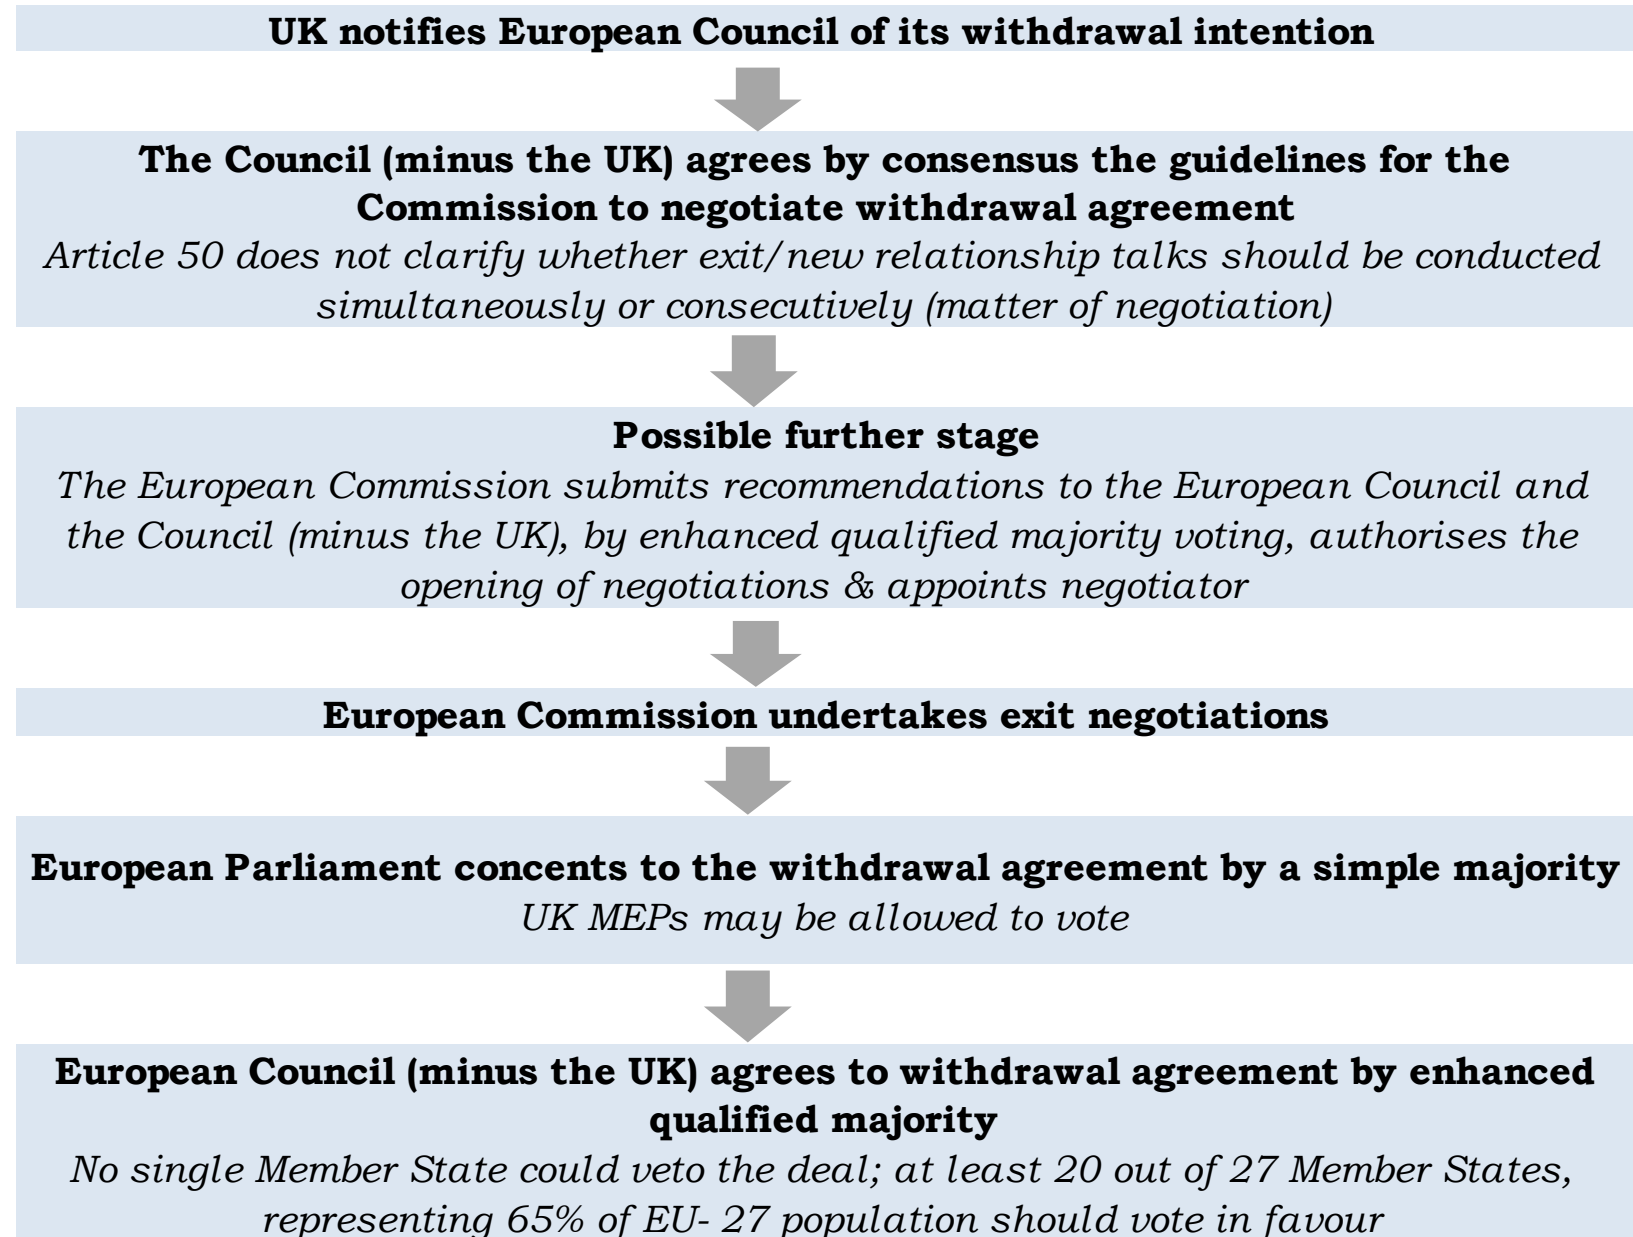 UK notifies European Council of its withdrawal intention
The Council (minus the UK) agrees by consensus the guidelines for the
Commission to negotiate withdrawal agreement
Article 50 does not clarify whether exit/new relationship talks should be conducted
simultaneously or consecutively (matter of negotiation)
Possible further stage
The European Commission submits recommendations to the European Council and
the Council (minus the UK), by enhanced qualified majority voting, authorises the
opening of negotiations & appoints negotiator
European Commission undertakes exit negotiations
European Parliament concents to the withdrawal agreement by a simple majority
UK MEPs may be allowed to vote
European Council (minus the UK) agrees to withdrawal agreement by enhanced
qualified majority
No single Member State could veto the deal; at least 20 out of 27 Member States,
representing 65% of EU- 27 population should vote in favour